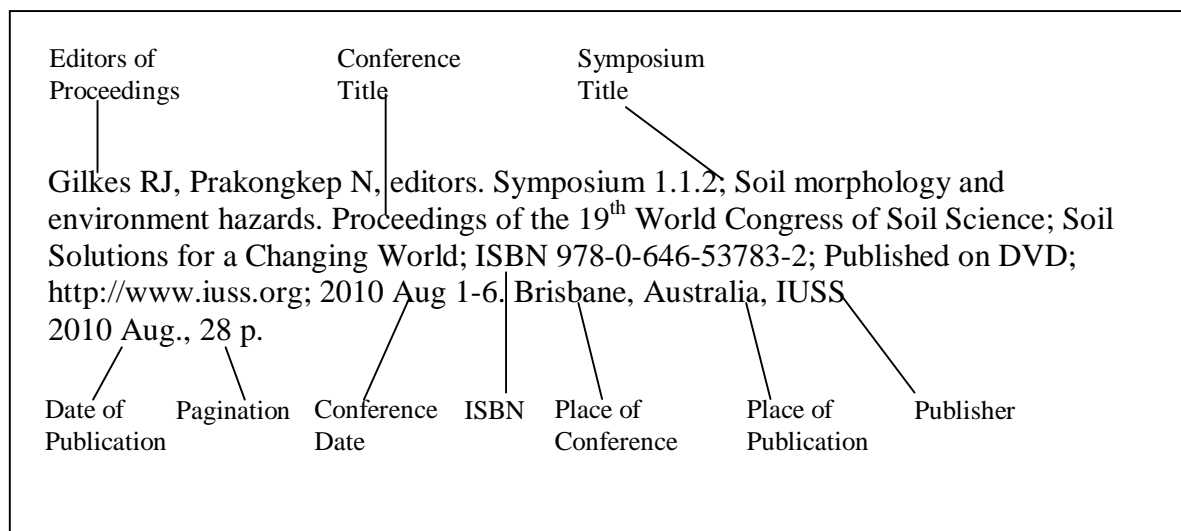 Editors of Proceedings
Conference Title
Symposium Title
Gilkes RJ, Prakongkep N, editors. Symposium 1.1.2; Soil morphology and
environment hazards. Proceedings of the 19th World Congress of Soil Science; Soil
Solutions for a Changing World; ISBN 978-0-646-53783-2; Published on DVD;
http://www.iuss.org; 2010 Aug 1-6. Brisbane, Australia, IUSS
2010 Aug., 28 p.
Date of Publication
Pagination
Conference Date
ISBN
Place of Conference
Place of Publication
Publisher